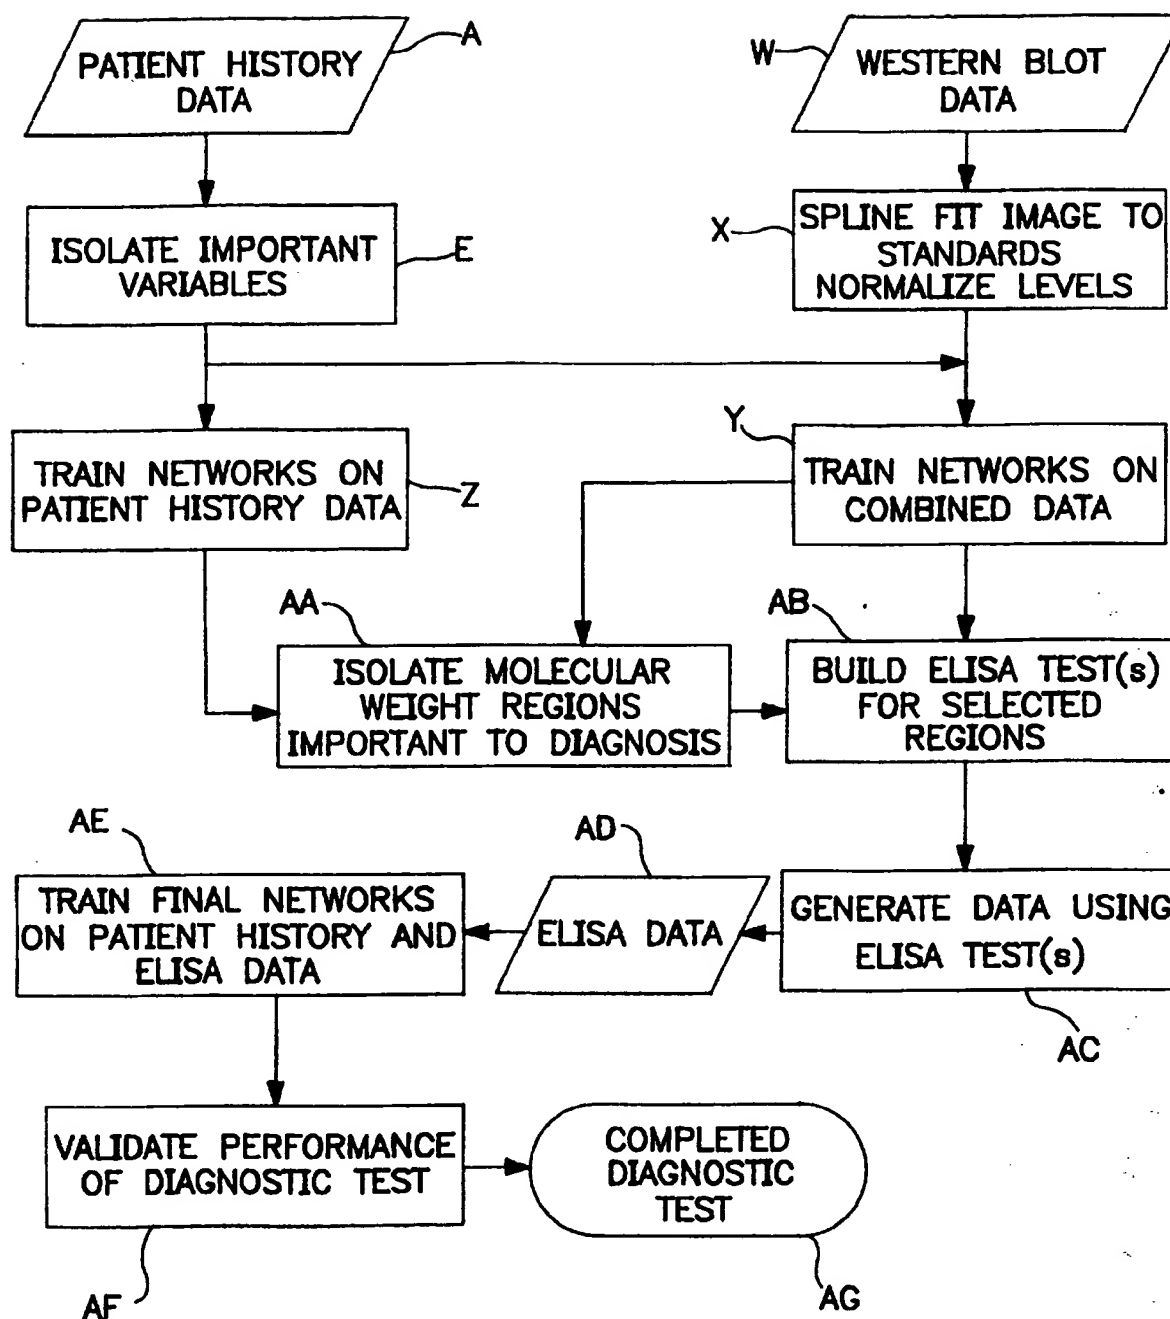 PATIENT HISTORY
DATA
A
W
WESTERN BLOT
DATA
ISOLATE IMPORTANT
VARIABLES
E
X
SPLINE FIT IMAGE TO
STANDARDS
NORMALIZE LEVELS
TRAIN NETWORKS ON
PATIENT HISTORY DATA
Z
Y
TRAIN NETWORKS ON
COMBINED DATA
AA
ISOLATE MOLECULAR
WEIGHT REGIONS
IMPORTANT TO DIAGNOSIS
AB
BUILD ELISA TEST(s)
FOR SELECTED
REGIONS
AE
TRAIN FINAL NETWORKS
ON PATIENT HISTORY AND
ELISA DATA
AD
ELISA DATA
GENERATE DATA USING
ELISA TEST(s)
AC
VALIDATE PERFORMANCE
OF DIAGNOSTIC TEST
AF
COMPLETED
DIAGNOSTIC
TEST
AG